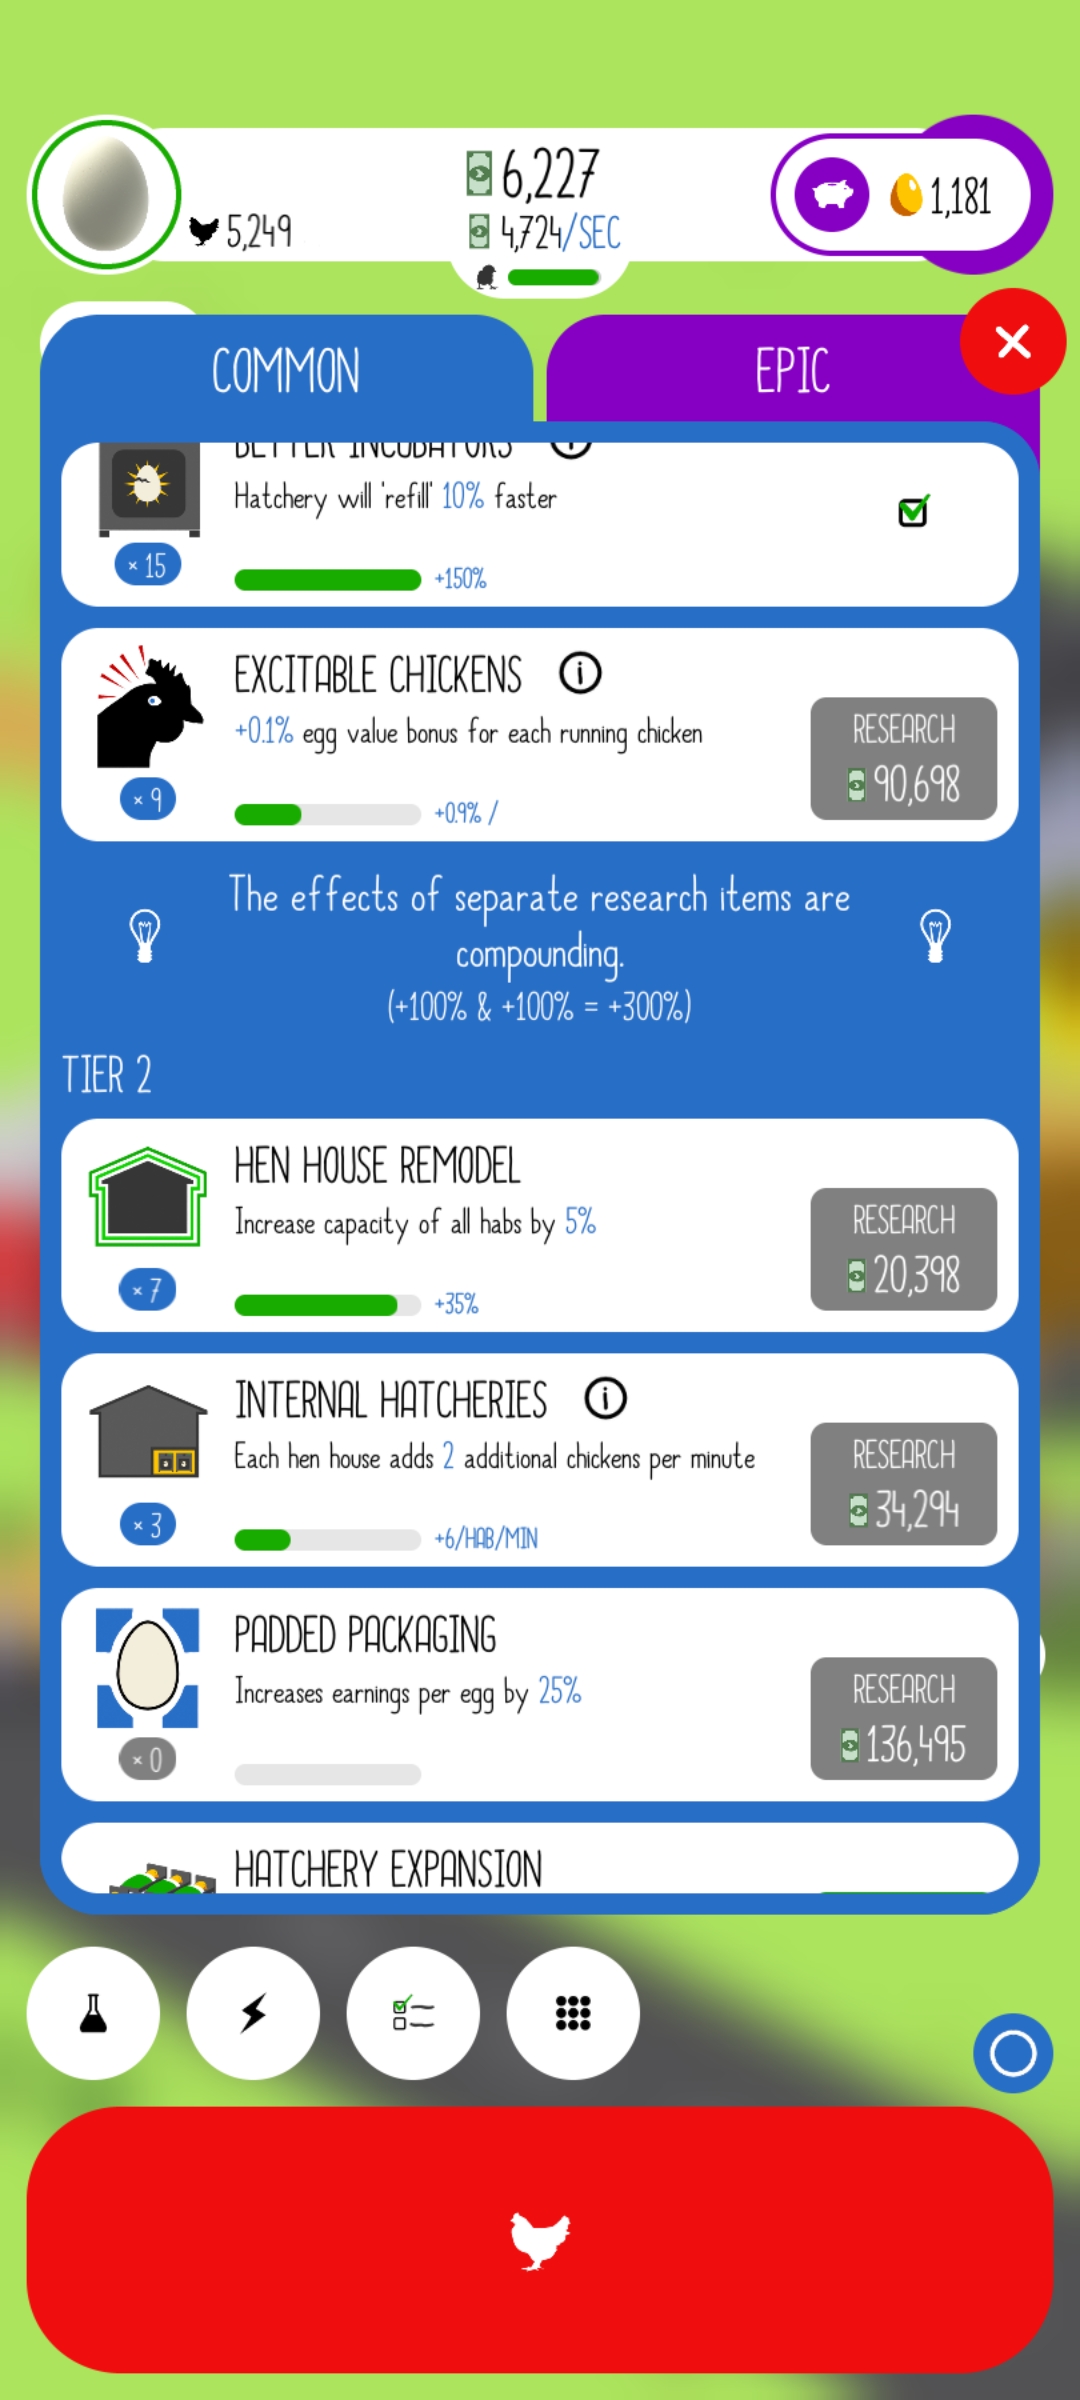 6,227
5,249
4,724/SEC
1,181
COMMON
EPIC
BETTER INCUBATORS
Hatchery will 'refill' 10% faster
× 15
+150%
EXCITABLE CHICKENS
+0.1% egg value bonus for each running chicken
RESEARCH
90,698
× 9
+0.9% /
The effects of separate research items are
compounding.
(+100% & +100% = +300%)
TIER 2
HEN HOUSE REMODEL
Increase capacity of all habs by 5%
RESEARCH
20,398
× 7
+35%
INTERNAL HATCHERIES
Each hen house adds 2 additional chickens per minute
RESEARCH
34,294
× 3
+6/HAB/MIN
PADDED PACKAGING
Increases earnings per egg by 25%
RESEARCH
136,495
× 0
HATCHERY EXPANSION